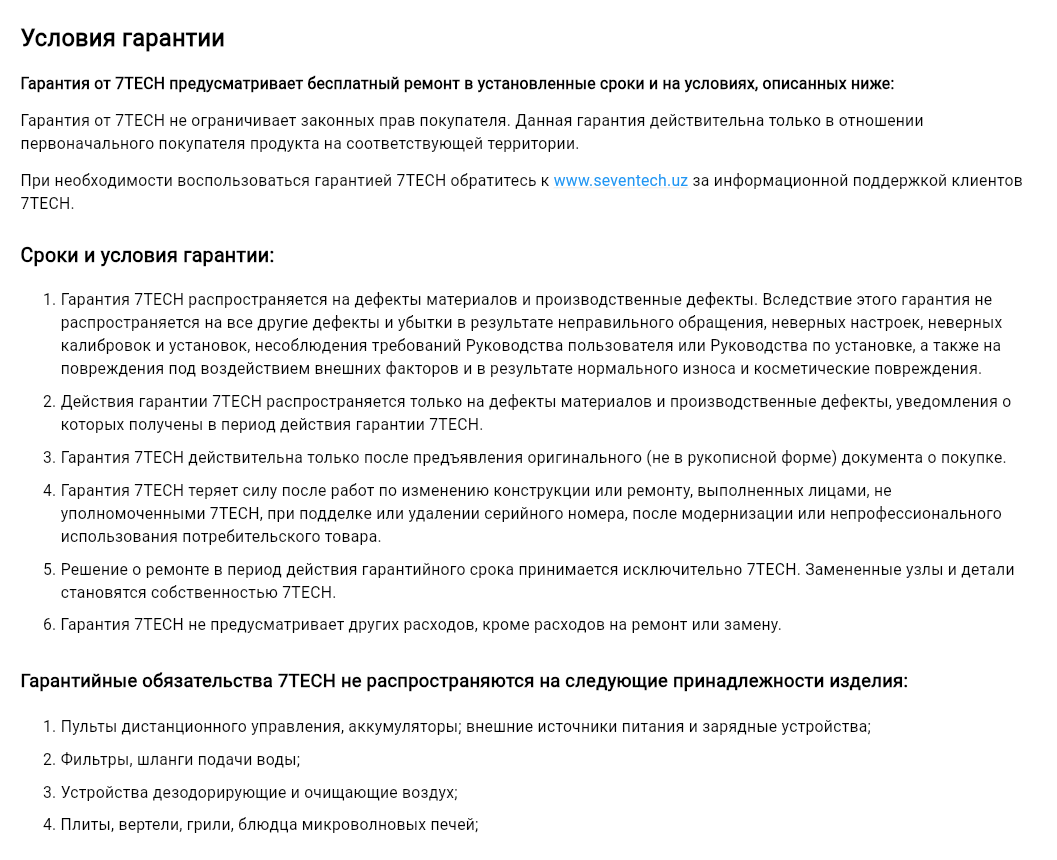 Условия гарантии
Гарантия от 7TECH предусматривает бесплатный ремонт в установленные сроки и на условиях, описанных ниже:
Гарантия от 7TECH не ограничивает законных прав покупателя. Данная гарантия действительна только в отношении
первоначального покупателя продукта на соответствующей территории.
При необходимости воспользоваться гарантией 7TECH обратитесь к www.seventech.uz за информационной поддержкой клиентов
7TECH.
Сроки и условия гарантии:
1. Гарантия 7TECH распространяется на дефекты материалов и производственные дефекты. Вследствие этого гарантия не
распространяется на все другие дефекты и убытки в результате неправильного обращения, неверных настроек, неверных
калибровок и установок, несоблюдения требований Руководства пользователя или Руководства по установке, а также на
повреждения под воздействием внешних факторов и в результате нормального износа и косметические повреждения.
2. Действия гарантии 7TECH распространяется только на дефекты материалов и производственные дефекты, уведомления о
которых получены в период действия гарантии 7TECH.
3. Гарантия 7TECH действительна только после предъявления оригинального (не в рукописной форме) документа о покупке.
4. Гарантия 7TECH теряет силу после работ по изменению конструкции или ремонту, выполненных лицами, не
уполномоченными 7TECH, при подделке или удалении серийного номера, после модернизации или непрофессионального
использования потребительского товара.
5. Решение о ремонте в период действия гарантийного срока принимается исключительно 7TECH. Замененные узлы и детали
становятся собственностью 7TECH.
6. Гарантия 7TECH не предусматривает других расходов, кроме расходов на ремонт или замену.
Гарантийные обязательства 7TECH не распространяются на следующие принадлежности изделия:
1. Пульты дистанционного управления, аккумуляторы; внешние источники питания и зарядные устройства;
2. Фильтры, шланги подачи воды;
3. Устройства дезодорирующие и очищающие воздух;
4. Плиты, вертели, грили, блюдца микроволновых печей;